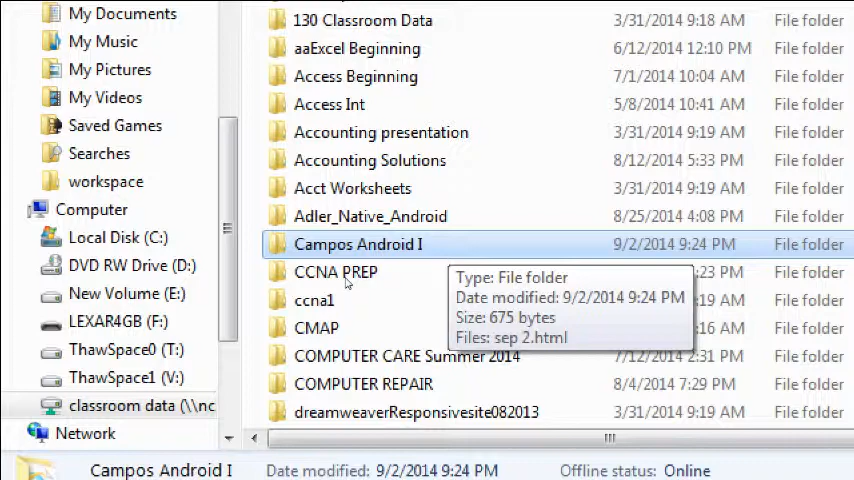 My Documents
My Music
My Pictures
My Videos
Saved Games
Searches
workspace
Computer
Local Disk (C:)
DVD RW Drive (D:)
New Volume (E:)
LEXAR4GB (F:)
ThawSpace0 (T:)
ThawSpace1 (V:)
classroom data (\\nc
Network
130 Classroom Data 3/31/2014 9:18 AM File folder
aaExcel Beginning 6/12/2014 12:10 PM File folder
Access Beginning 7/1/2014 10:04 AM File folder
Access Int 5/8/2014 10:41 AM File folder
Accounting presentation 3/31/2014 9:19 AM File folder
Accounting Solutions 8/12/2014 5:33 PM File folder
Acct Worksheets 3/31/2014 9:19 AM File folder
Adler_Native_Android 8/25/2014 4:08 PM File folder
Campos Android I 9/2/2014 9:24 PM File folder
CCNA PREP :23 PM File folder
ccna1 :19 AM File folder
CMAP :16 AM File folder
COMPUTER CARE Summer 2014 7/12/2014 2:31 PM File folder
COMPUTER REPAIR 8/4/2014 7:29 PM File folder
dreamweaverResponsivesite082013 3/31/2014 9:19 AM File folder
Type: File folder
Date modified: 9/2/2014 9:24 PM
Size: 675 bytes
Files: sep 2.html
Campos Android I Date modified: 9/2/2014 9:24 PM Offline status: Online